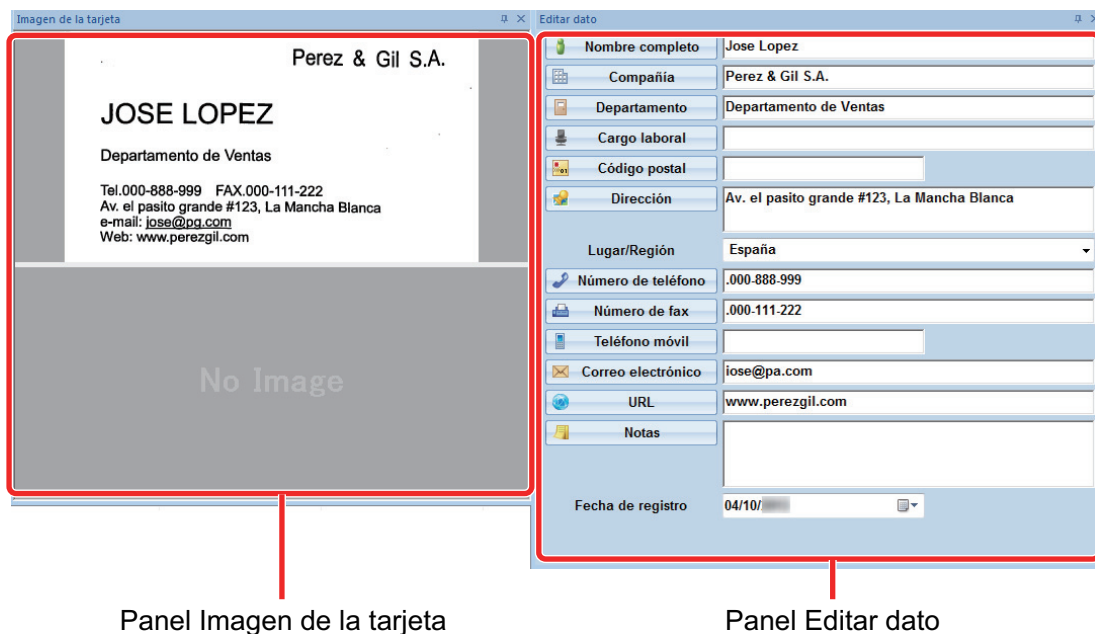 Imagen de la tarjeta
Perez & Gil S.A.
JOSE LOPEZ
Departamento de Ventas
Tel.000-888-999 FAX.000-111-222
Av. el pasito grande #123, La Mancha Blanca
e-mail: jose@pg.com
Web: www.perezgil.com
No Image
Editar dato
Nombre completo Jose Lopez
Compañía Perez & Gil S.A.
Departamento Departamento de Ventas
Cargo laboral
Código postal
Dirección Av. el pasito grande #123, La Mancha Blanca
Lugar/Región España
Número de teléfono .000-888-999
Número de fax .000-111-222
Teléfono móvil
Correo electrónico iose@pa.com
URL www.perezgil.com
Notas
Fecha de registro 04/10/
Panel Imagen de la tarjeta
Panel Editar dato